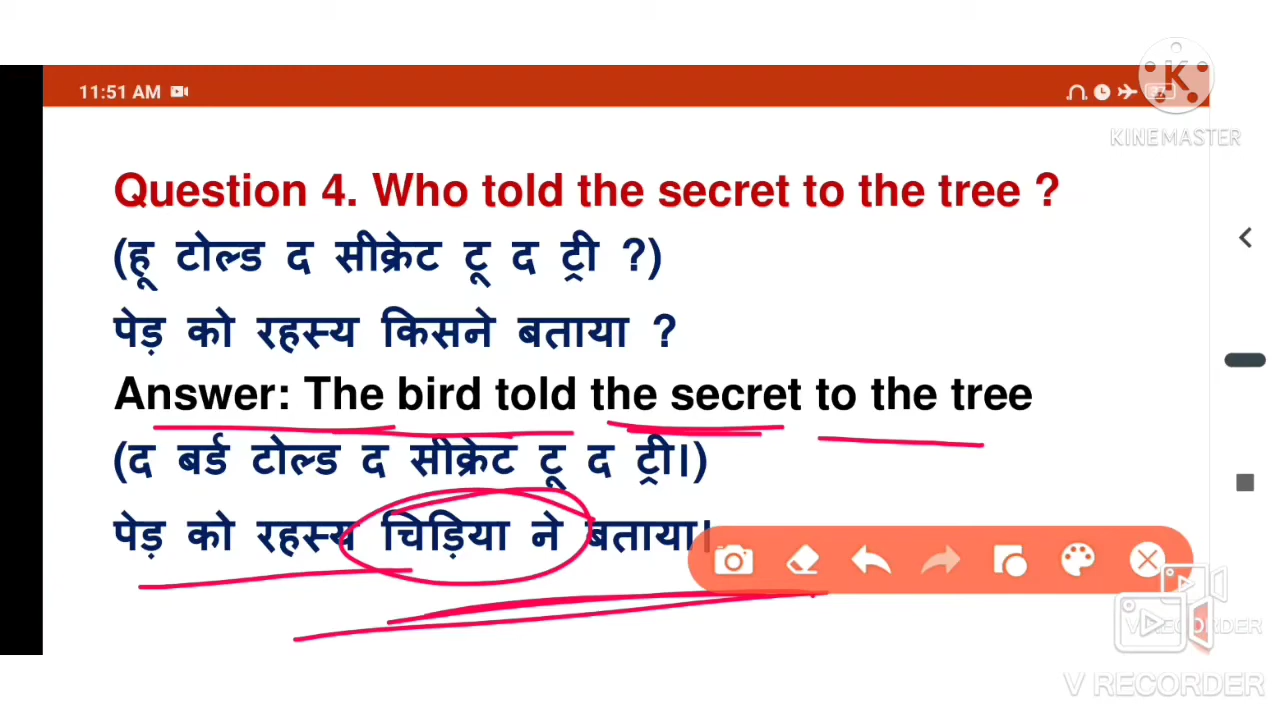 11:51 AM
K
KINEMASTER
Question 4. Who told the secret to the tree ?
(हू टोल्ड द सीक्रेट टू द ट्री ?)
पेड़ को रहस्य किसने बताया ?
Answer: The bird told the secret to the tree
(द बर्ड टोल्ड द सीक्रेट टू द ट्री।)
पेड़ को रहस्य चिड़िया ने बताया।
V RECORDER
V RECORDER